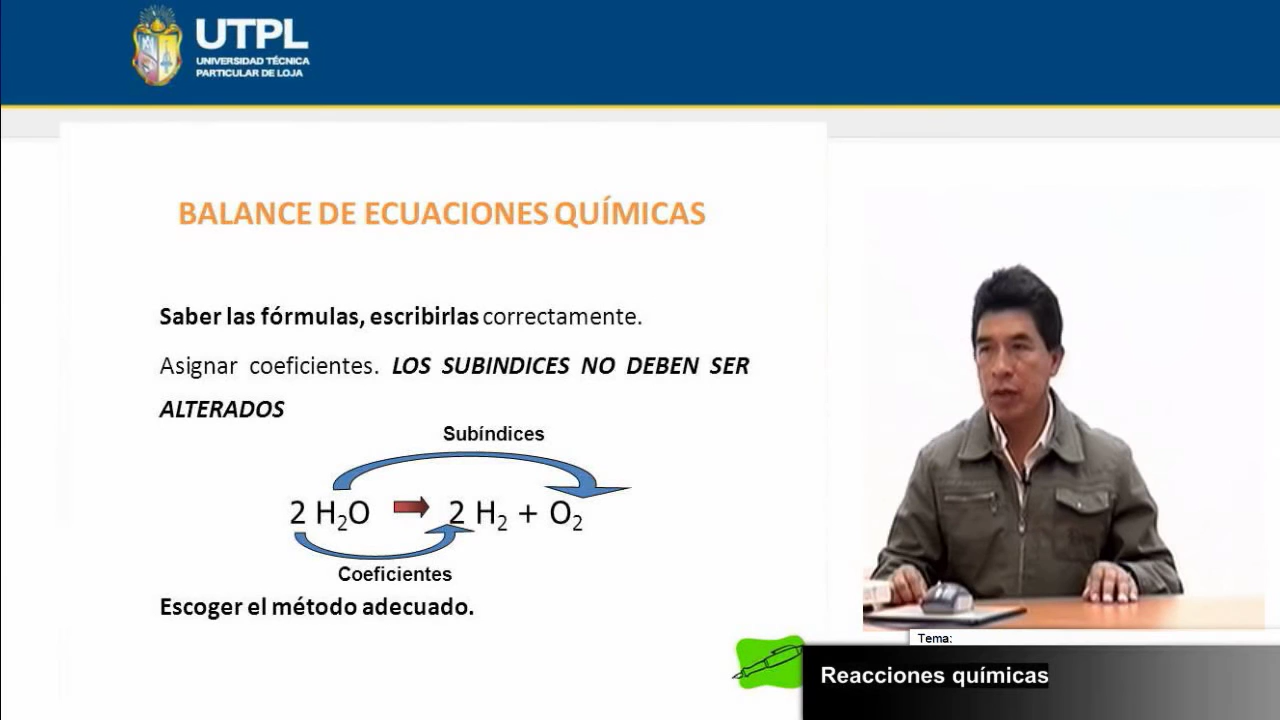 UTPL
UNIVERSIDAD TÉCNICA
PARTICULAR DE LOJA
BALANCE DE ECUACIONES QUÍMICAS
Saber las fórmulas, escribirlas correctamente.
Asignar coeficientes. LOS SUBINDICES NO DEBEN SER
ALTERADOS
Subíndices
2 H₂O 2 H₂ + O₂
Coeficientes
Escoger el método adecuado.
Tema:
Reacciones químicas